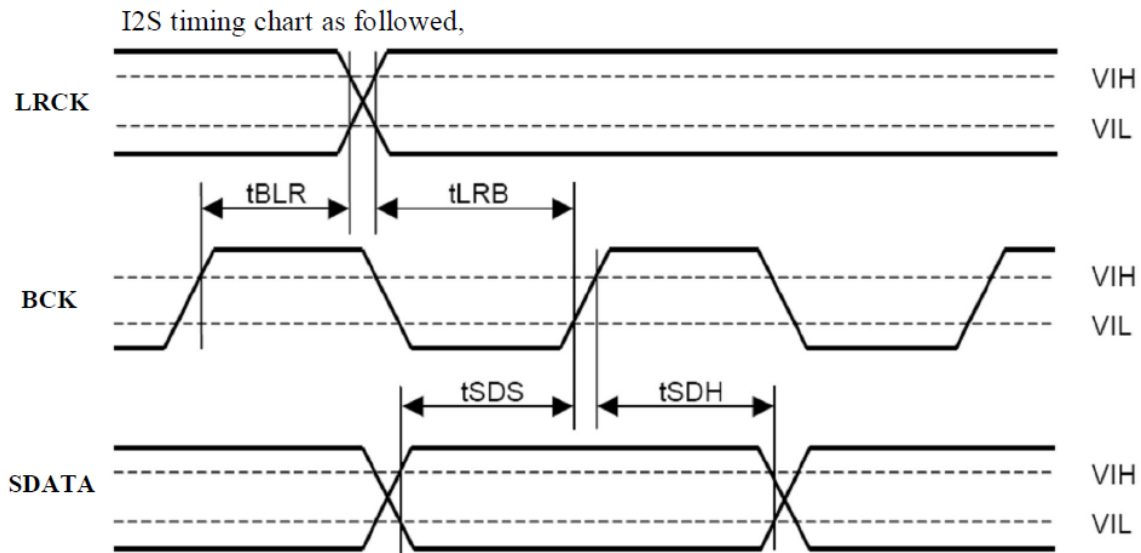 I2S timing chart as followed,
VIH
LRCK
VIL
tBLR
tLRB
VIH
BCK
VIL
tSDS
tSDH
VIH
SDATA
VIL